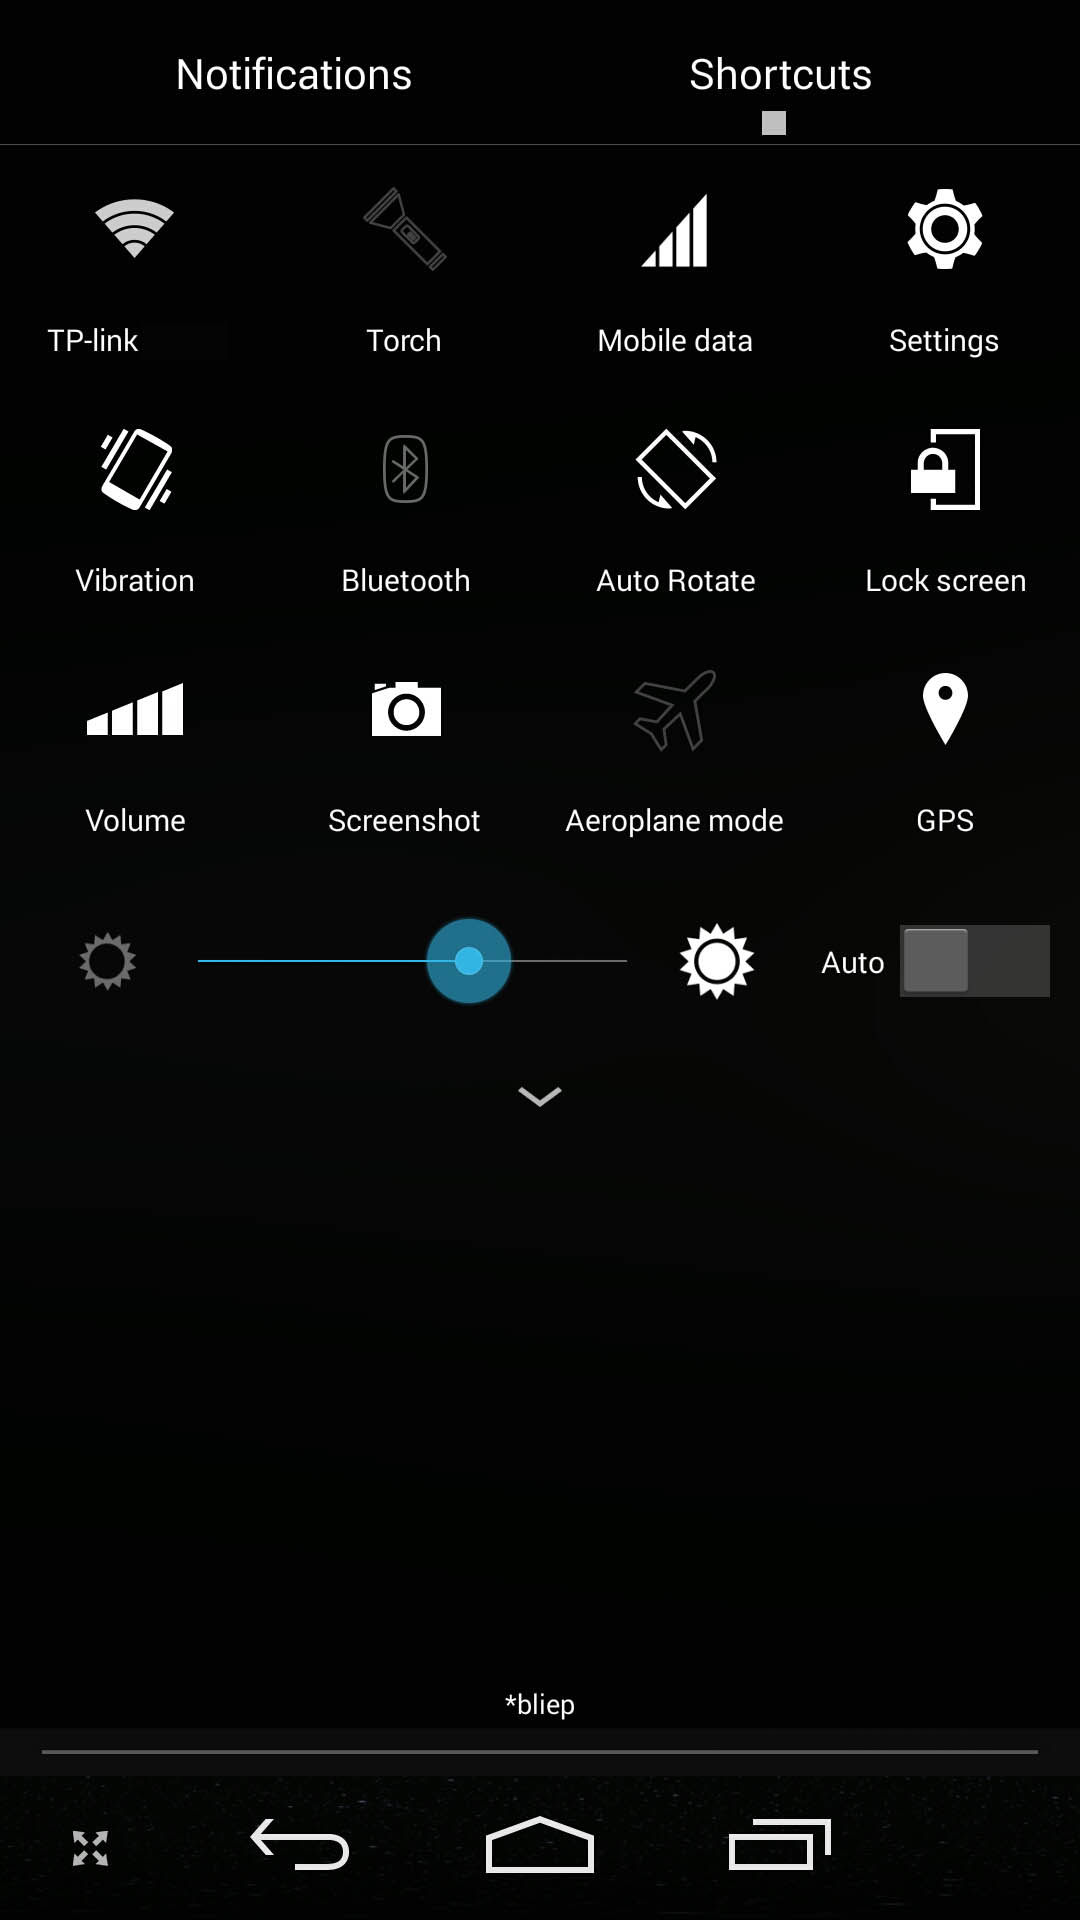 Notifications Shortcuts
TP-link Torch Mobile data Settings
Vibration Bluetooth Auto Rotate Lock screen
Volume Screenshot Aeroplane mode GPS
Auto
*bliep